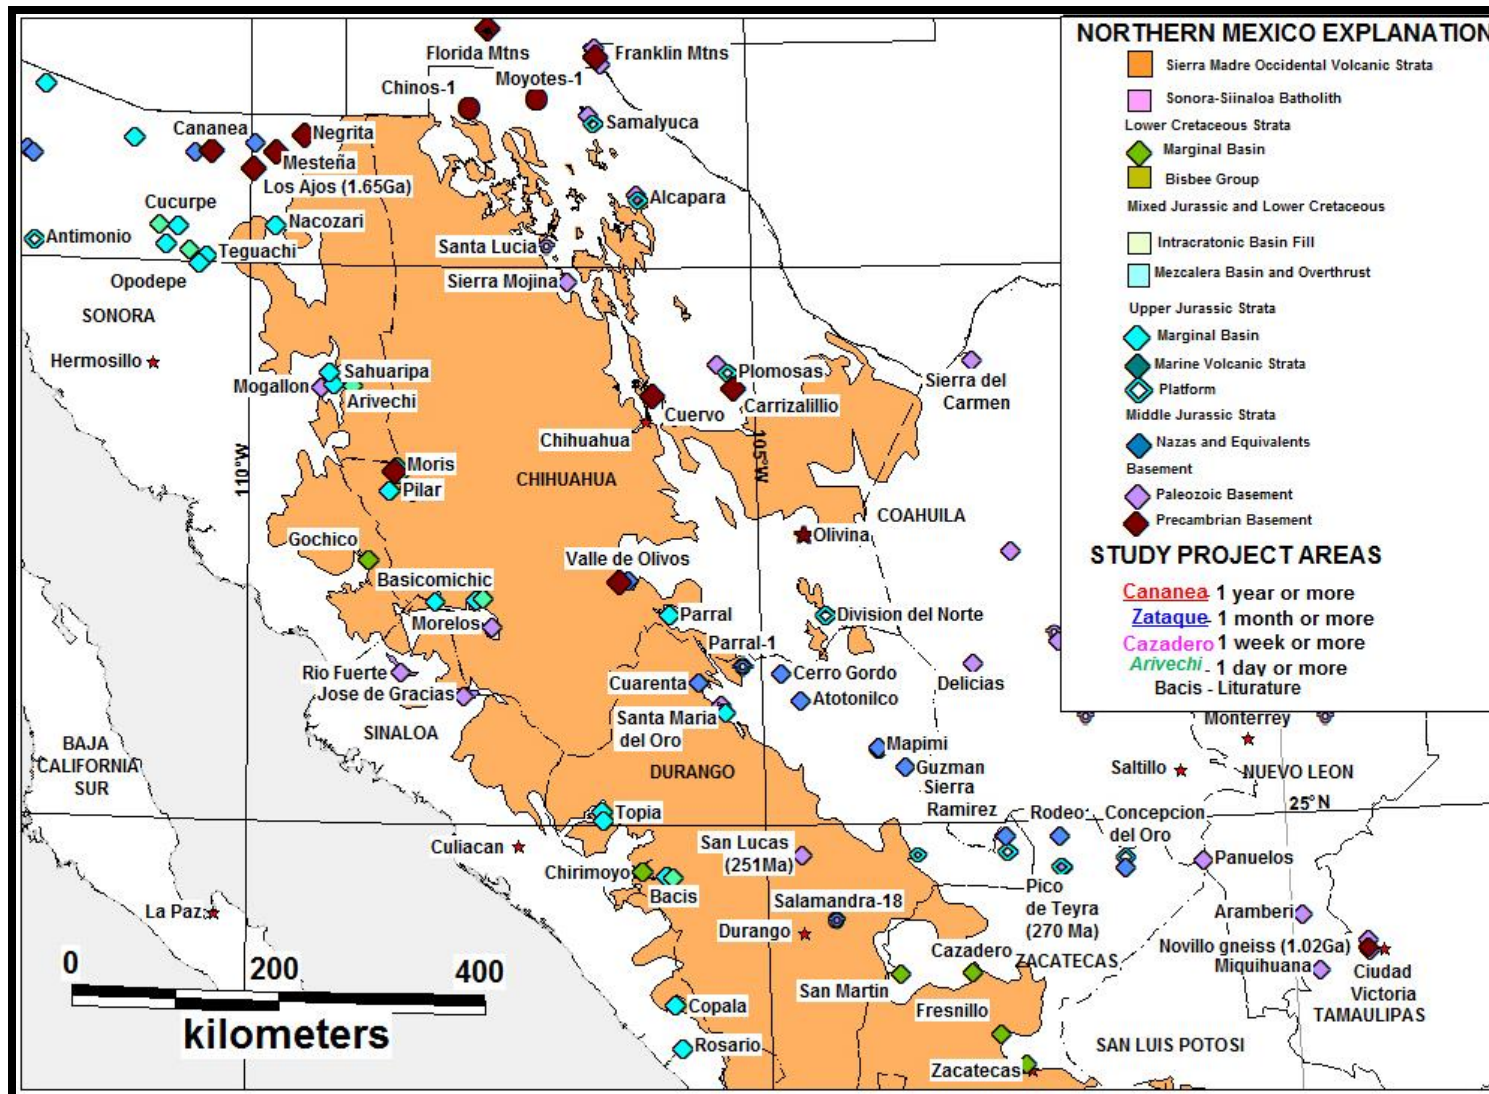 NORTHERN MEXICO EXPLANATION
Sierra Madre Occidental Volcanic Strata
Sonora-Siinaloa Batholith
Lower Cretaceous Strata
Marginal Basin
Bisbee Group
Mixed Jurassic and Lower Cretaceous
Intracratonic Basin Fill
Mezcalera Basin and Overthrust
Upper Jurassic Strata
Marginal Basin
Marine Volcanic Strata
Platform
Middle Jurassic Strata
Nazas and Equivalents
Basement
Paleozoic Basement
Precambrian Basement
STUDY PROJECT AREAS
Cananea - 1 year or more
Zataque - 1 month or more
Cazadero 1 week or more
Arivechi - 1 day or more
Bacis - Liturature
Florida Mtns
Franklin Mtns
Moyotes-1
Chinos-1
Samalyuca
Cananea
Negrita
Mesteña
Los Ajos (1.65Ga)
Cucurpe
Alcapara
Nacozari
Antimonio
Teguachi
Santa Lucia
Opodepe
Sierra Mojina
SONORA
Hermosillo
Sahuaripa
Mogallon
Arivechi
Plomosas
Sierra del
Carmen
Carrizalillio
Cuervo
Chihuahua
110°W
105°W
Moris
Pilar
CHIHUAHUA
COAHUILA
Olivina
Gochico
Valle de Olivos
Basicomichic
Morelos
Parral
Division del Norte
Parral-1
Rio Fuerte
Jose de Gracias
Cuarenta
Cerro Gordo
Atotonilco
Delicias
Santa Maria
del Oro
SINALOA
BAJA
CALIFORNIA
SUR
Mapimi
Guzman
Monterrey
Saltillo
NUEVO LEON
DURANGO
Sierra
Ramirez
Rodeo
Concepcion
del Oro
25°N
Topia
Culiacan
San Lucas
(251Ma)
Panuelos
Chirimoyo
Bacis
Salamandra-18
Pico
de Teyra
(270 Ma)
Aramberi
La Paz
Durango
Cazadero
ZACATECAS
Novillo gneiss (1.02Ga)
Miquihuana
Ciudad
Victoria
TAMAULIPAS
San Martin
Fresnillo
0 200 400
kilometers
Copala
Rosario
SAN LUIS POTOSI
Zacatecas